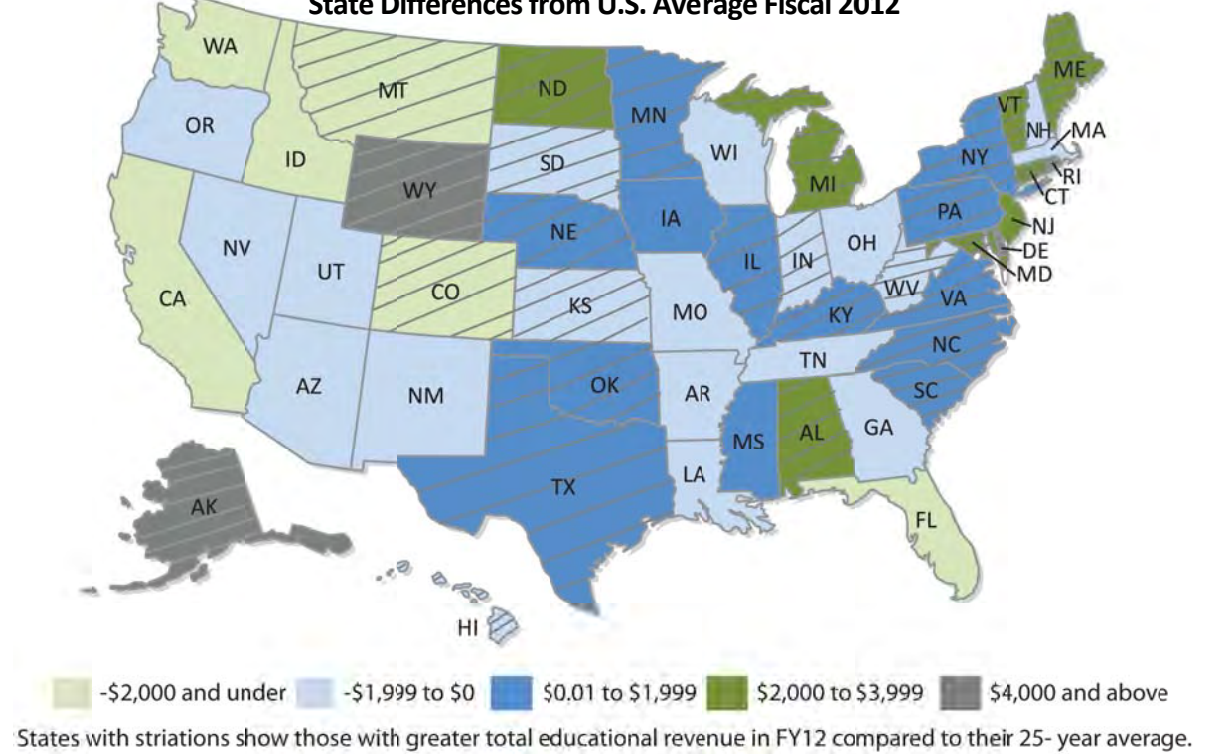 State Differences from U.S. Average Fiscal 2012
WA
MT
ND
MN
ME
VT
OR
ID
SD
WI
NH
MA
WY
MI
NY
RI
CT
NE
IA
PA
NJ
NV
UT
CO
IL
IN
OH
DE
MD
CA
KS
MO
WV
VA
KY
NC
TN
AZ
NM
OK
AR
SC
MS
AL
GA
LA
TX
AK
FL
HI
-$2,000 and under -$1,999 to $0 $0.01 to $1,999 $2,000 to $3,999 $4,000 and above
States with striations show those with greater total educational revenue in FY12 compared to their 25- year average.